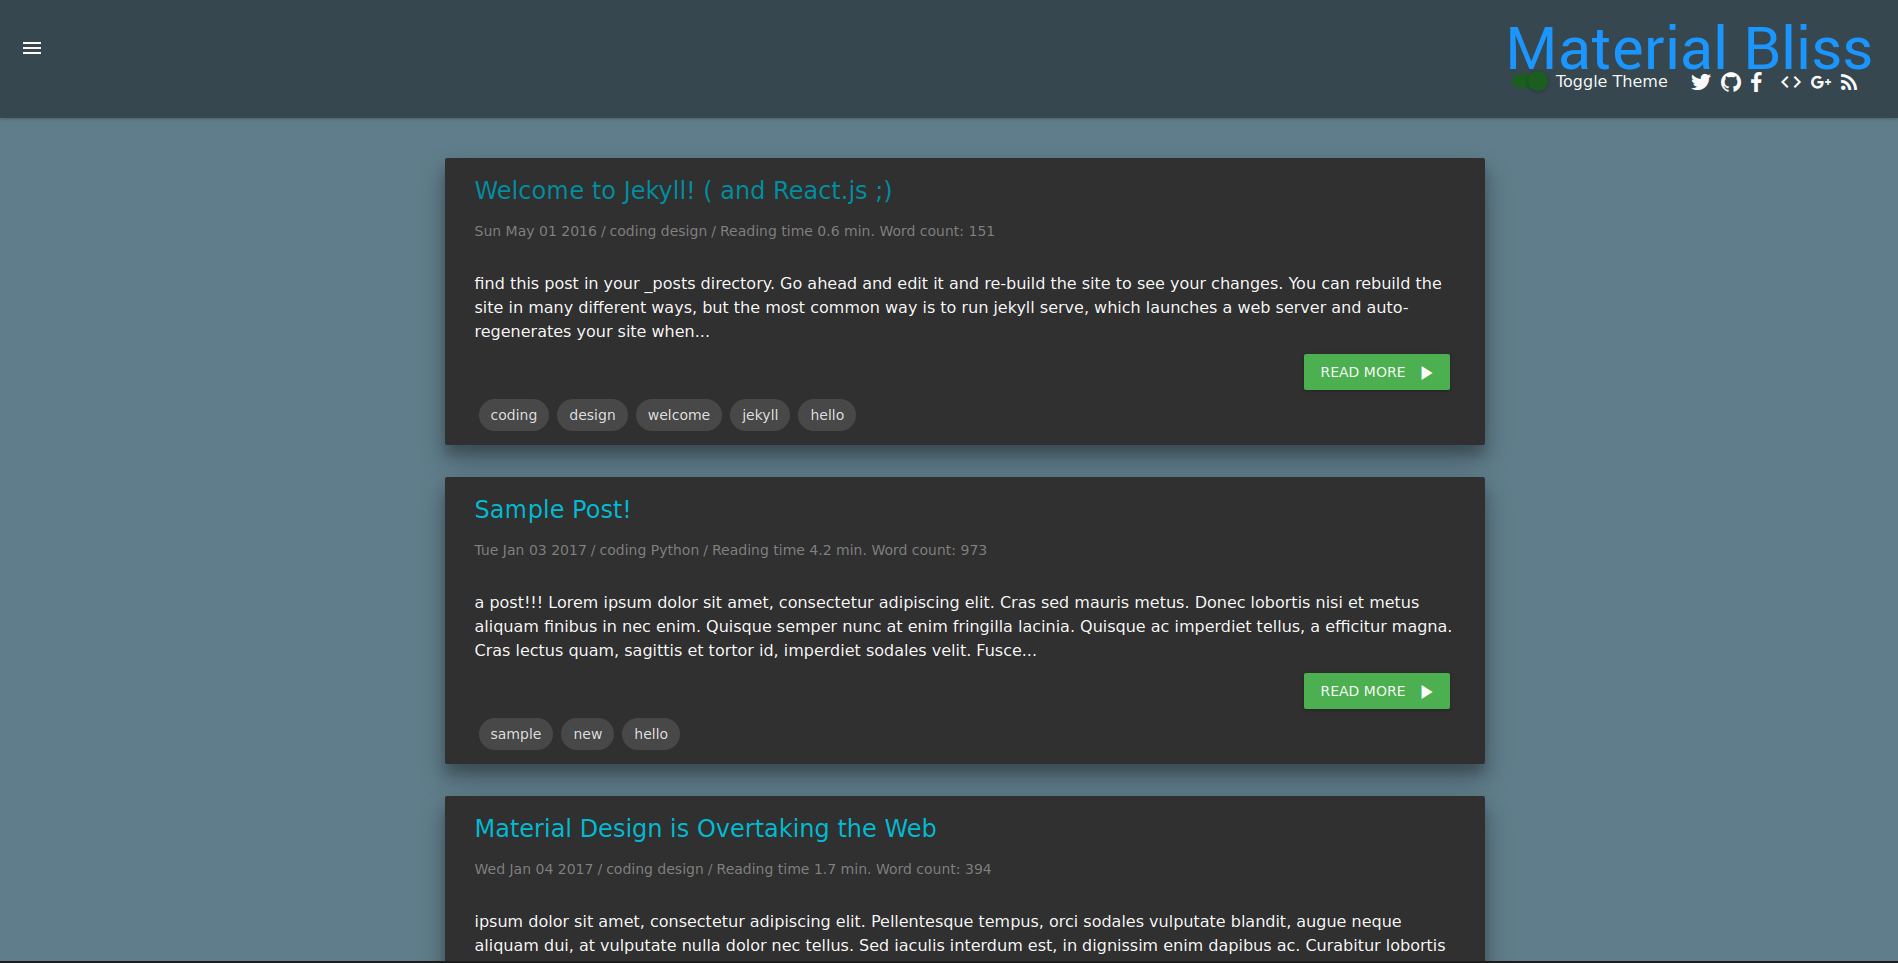 Material Bliss
Toggle Theme
Welcome to Jekyll! ( and React.js ;)
Sun May 01 2016 / coding design / Reading time 0.6 min. Word count: 151
find this post in your _posts directory. Go ahead and edit it and re-build the site to see your changes. You can rebuild the
site in many different ways, but the most common way is to run jekyll serve, which launches a web server and auto-
regenerates your site when...
READ MORE
coding design welcome jekyll hello
Sample Post!
Tue Jan 03 2017 / coding Python / Reading time 4.2 min. Word count: 973
a post!!! Lorem ipsum dolor sit amet, consectetur adipiscing elit. Cras sed mauris metus. Donec lobortis nisi et metus
aliquam finibus in nec enim. Quisque semper nunc at enim fringilla lacinia. Quisque ac imperdiet tellus, a efficitur magna.
Cras lectus quam, sagittis et tortor id, imperdiet sodales velit. Fusce...
READ MORE
sample new hello
Material Design is Overtaking the Web
Wed Jan 04 2017 / coding design / Reading time 1.7 min. Word count: 394
ipsum dolor sit amet, consectetur adipiscing elit. Pellentesque tempus, orci sodales vulputate blandit, augue neque
aliquam dui, at vulputate nulla dolor nec tellus. Sed iaculis interdum est, in dignissim enim dapibus ac. Curabitur lobortis